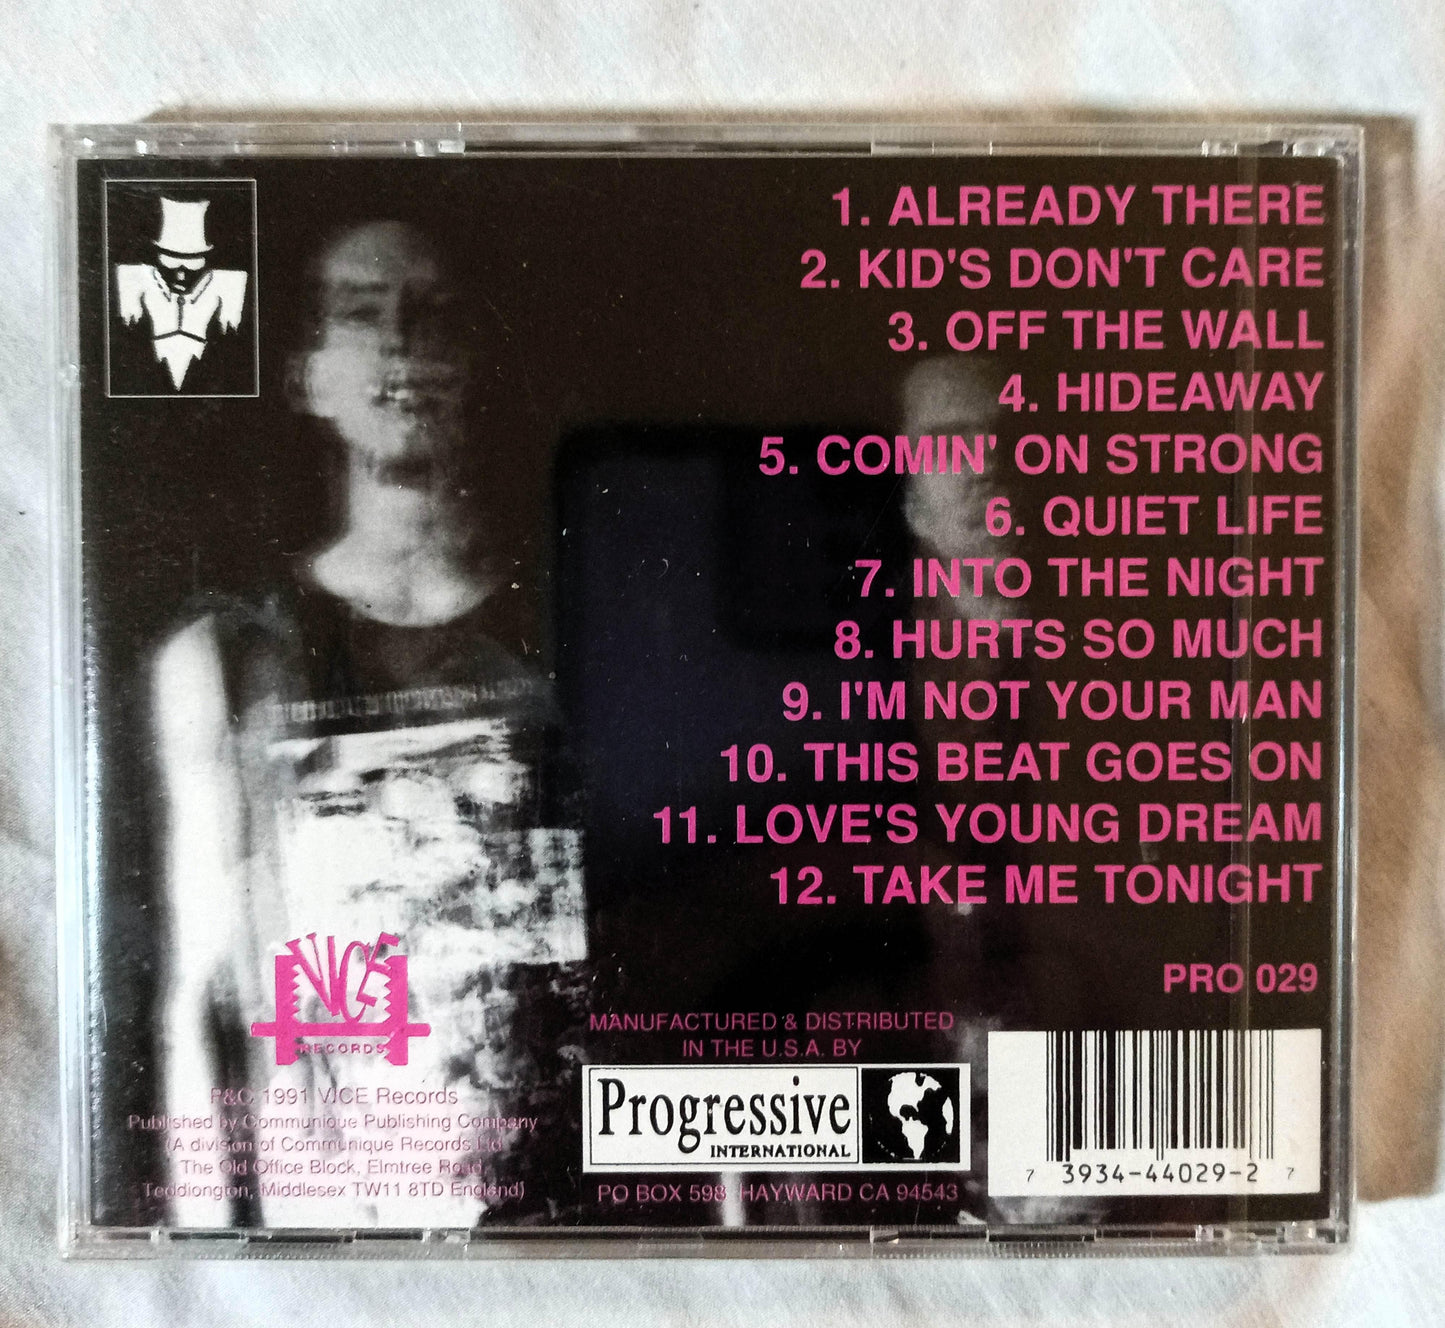 1. ALREADY THERE
2. KID'S DON'T CARE
3. OFF THE WALL
4. HIDEAWAY
5. COMIN' ON STRONG
6. QUIET LIFE
7. INTO THE NIGHT
8. HURTS SO MUCH
9. I'M NOT YOUR MAN
10. THIS BEAT GOES ON
11. LOVE'S YOUNG DREAM
12. TAKE ME TONIGHT
PRO 029
VICE
RECORDS
P&C 1991 VICE Records
Published by Communique Publishing Company
(A division of Communique Records Ltd
The Old Office Block, Elmtree Road,
Teddiongton, Middlesex TW11 8TD England)
MANUFACTURED & DISTRIBUTED
IN THE U.S.A. BY
Progressive
INTERNATIONAL
PO BOX 598 HAYWARD CA 94543
7 3934-44029-2 7